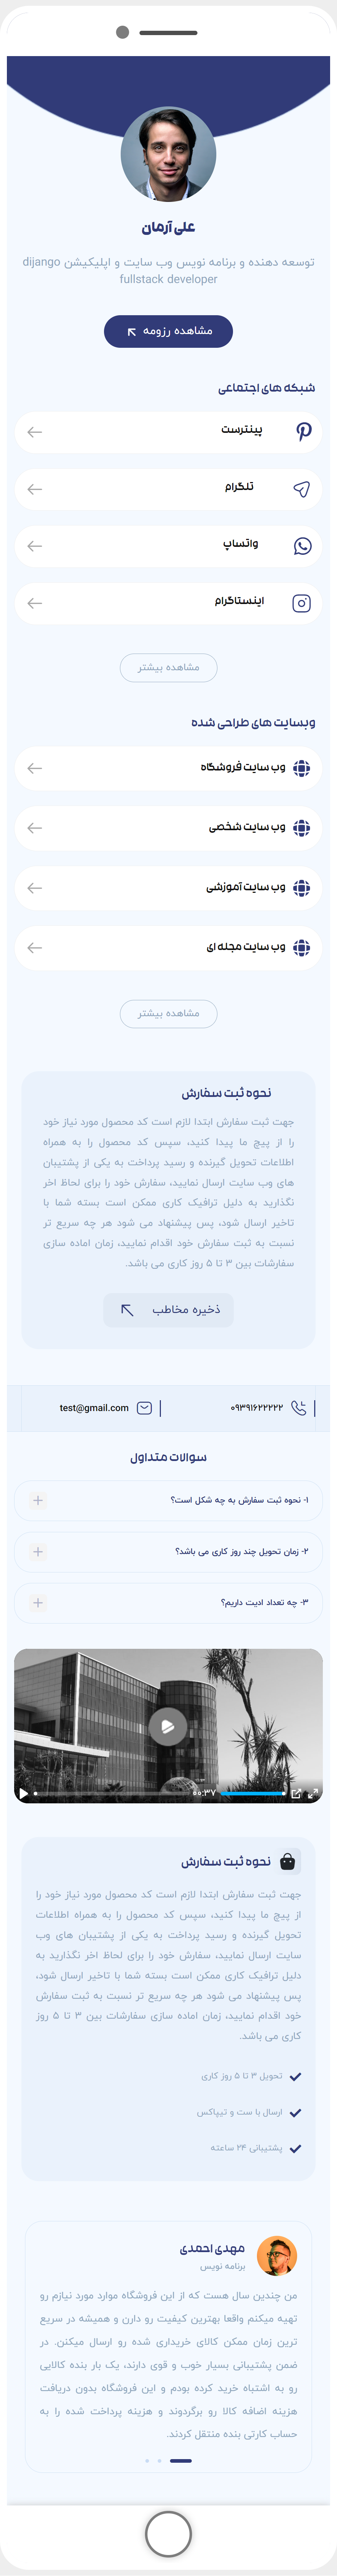 علی آرمان
توسعه دهنده و برنامه نویس وب سایت و اپلیکیشن dijango
fullstack developer
مشاهده رزومه
شبکه های اجتماعی
پینترست
تلگرام
واتساپ
اینستاگرام
مشاهده بیشتر
وبسایت های طراحی شده
وب سایت فروشگاه
وب سایت شخصی
وب سایت آموزشی
وب سایت مجله ای
مشاهده بیشتر
نحوه ثبت سفارش
جهت ثبت سفارش ابتدا لازم است کد محصول مورد نیاز خود
را از پیج ما پیدا کنید، سپس کد محصول را به همراه
اطلاعات تحویل گیرنده و رسید پرداخت به یکی از پشتیبان
های وب سایت ارسال نمایید، سفارش خود را برای لحاظ اخر
نگذارید به دلیل ترافیک کاری ممکن است بسته شما با
تاخیر ارسال شود، پس پیشنهاد می شود هر چه سریع تر
نسبت به ثبت سفارش خود اقدام نمایید، زمان اماده سازی
سفارشات بین ۳ تا ۵ روز کاری می باشد.
ذخیره مخاطب
۰۹۳۹۱۶۲۲۲۲۲
test@gmail.com
سوالات متداول
۱- نحوه ثبت سفارش به چه شکل است؟
۲- زمان تحویل چند روز کاری می باشد؟
۳- چه تعداد ادیت داریم؟
۰۰:۳۷
نحوه ثبت سفارش
جهت ثبت سفارش ابتدا لازم است کد محصول مورد نیاز خود را
از پیج ما پیدا کنید، سپس کد محصول را به همراه اطلاعات
تحویل گیرنده و رسید پرداخت به یکی از پشتیبان های وب
سایت ارسال نمایید، سفارش خود را برای لحاظ اخر نگذارید به
دلیل ترافیک کاری ممکن است بسته شما با تاخیر ارسال شود،
پس پیشنهاد می شود هر چه سریع تر نسبت به ثبت سفارش
خود اقدام نمایید، زمان اماده سازی سفارشات بین ۳ تا ۵ روز
کاری می باشد.
تحویل ۳ تا ۵ روز کاری
ارسال با ست و تیپاکس
پشتیبانی ۲۴ ساعته
مهدی احمدی
برنامه نویس
من چندین سال هست که از این فروشگاه موارد مورد نیازم رو
تهیه میکنم واقعا بهترین کیفیت رو دارن و همیشه در سریع
ترین زمان ممکن کالای خریداری شده رو ارسال میکنن. در
ضمن پشتیبانی بسیار خوب و قوی دارند، یک بار بنده کالایی
رو به اشتباه خرید کرده بودم و این فروشگاه بدون دریافت
هزینه اضافه کالا رو برگردوند و هزینه پرداخت شده را به
حساب کارتی بنده منتقل کردند.